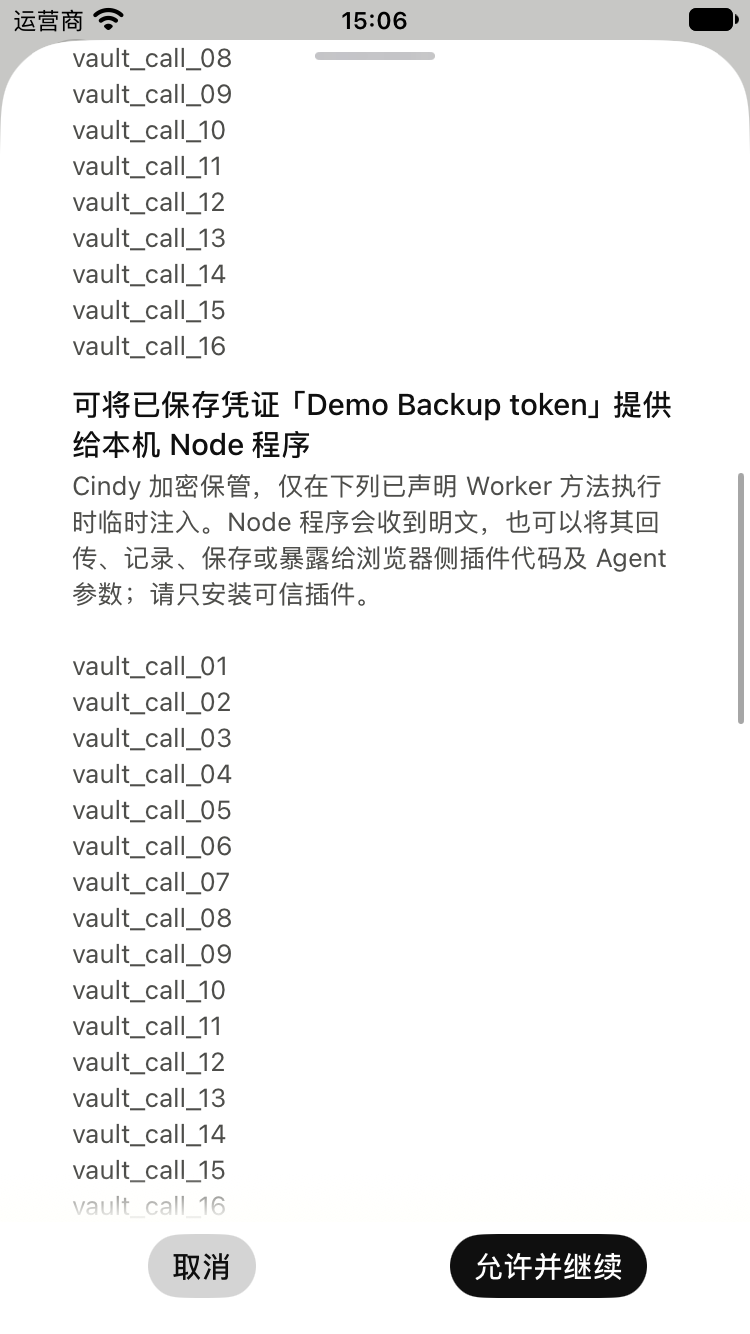 运营商
15:06
vault_call_08
vault_call_09
vault_call_10
vault_call_11
vault_call_12
vault_call_13
vault_call_14
vault_call_15
vault_call_16
可将已保存凭证「Demo Backup token」提供
给本机 Node 程序
Cindy 加密保管，仅在下列已声明 Worker 方法执行
时临时注入。Node 程序会收到明文，也可以将其回
传、记录、保存或暴露给浏览器侧插件代码及 Agent
参数；请只安装可信插件。
vault_call_01
vault_call_02
vault_call_03
vault_call_04
vault_call_05
vault_call_06
vault_call_07
vault_call_08
vault_call_09
vault_call_10
vault_call_11
vault_call_12
vault_call_13
vault_call_14
vault_call_15
vault_call_16
取消
允许并继续